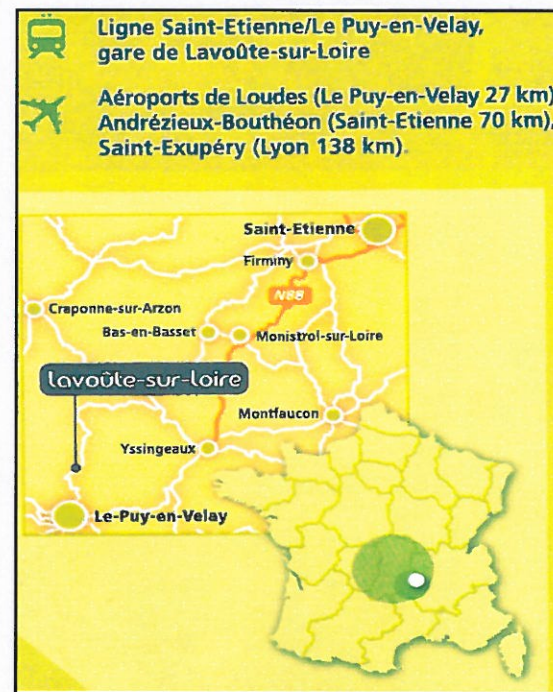 Ligne Saint-Etienne/Le Puy-en-Velay,
gare de Lavoûte-sur-Loire
Aéroports de Loudes (Le Puy-en-Velay 27 km)
Andrézieux-Bouthéon (Saint-Etienne 70 km),
Saint-Exupéry (Lyon 138 km).
Saint-Etienne
Firminy
N88
Craponne-sur-Arzon
Bas-en-Basset
Monistrol-sur-Loire
Lavoûte-sur-Loire
Montfaucon
Yssingeaux
Le-Puy-en-Velay